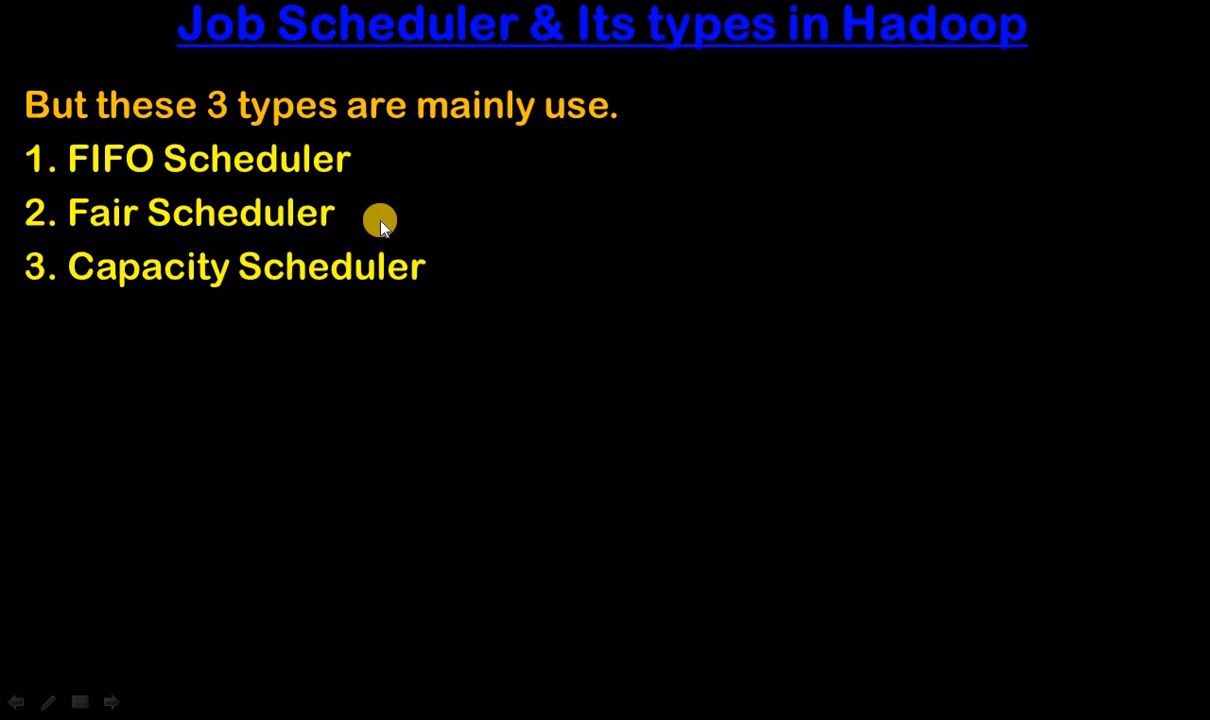 Job Scheduler & Its types in Hadoop
But these 3 types are mainly use.
1. FIFO Scheduler
2. Fair Scheduler
3. Capacity Scheduler